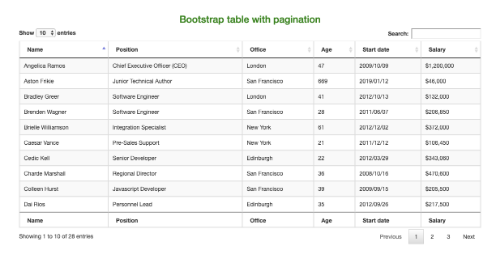 Bootstrap table with pagination
Show 10 entries Search:
Name Position Office Age Start date Salary
Angelica Ramos Chief Executive Officer (CEO) London 47 2009/10/09 $1,200,000
Aston Frikie Junior Technical Author San Francisco 669 2019/01/12 $46,000
Bradley Greer Software Engineer London 41 2012/10/13 $132,000
Brenden Wagner Software Engineer San Francisco 28 2011/06/07 $206,850
Brielle Williamson Integration Specialist New York 61 2012/12/02 $372,000
Caesar Vance Pre-Sales Support New York 21 2011/12/12 $106,450
Cedric Kell Senior Developer Edinburgh 22 2012/03/29 $343,060
Charde Marshall Regional Director San Francisco 36 2008/10/16 $470,600
Colleen Hurst Javascript Developer San Francisco 39 2009/09/15 $205,500
Dai Rios Personnel Lead Edinburgh 35 2012/09/26 $217,500
Name Position Office Age Start date Salary
Showing 1 to 10 of 28 entries Previous 1 2 3 Next